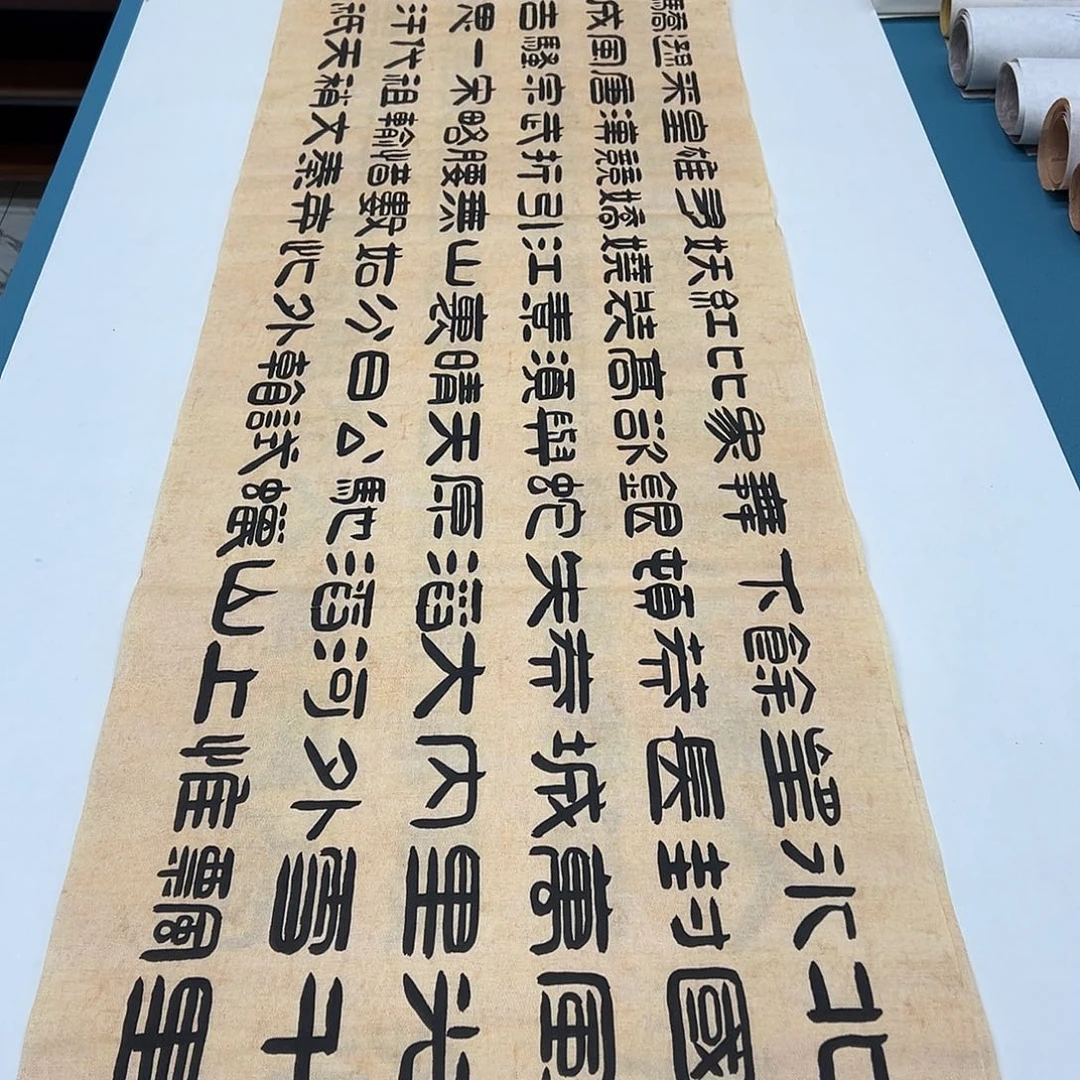 北國風光千里
冰封萬里雪飄
望長城內外惟
餘莽莽大河上
下頓失滔滔山
舞銀蛇原馳蠟
象欲與天公試
比高須晴日看
紅裝素裹分外
妖嬈江山如此
多嬌引無數英
雄競折腰惜秦
皇漢武略輸文
采唐宗宋祖稍
遜風騷一代天
驕成吉思汗只